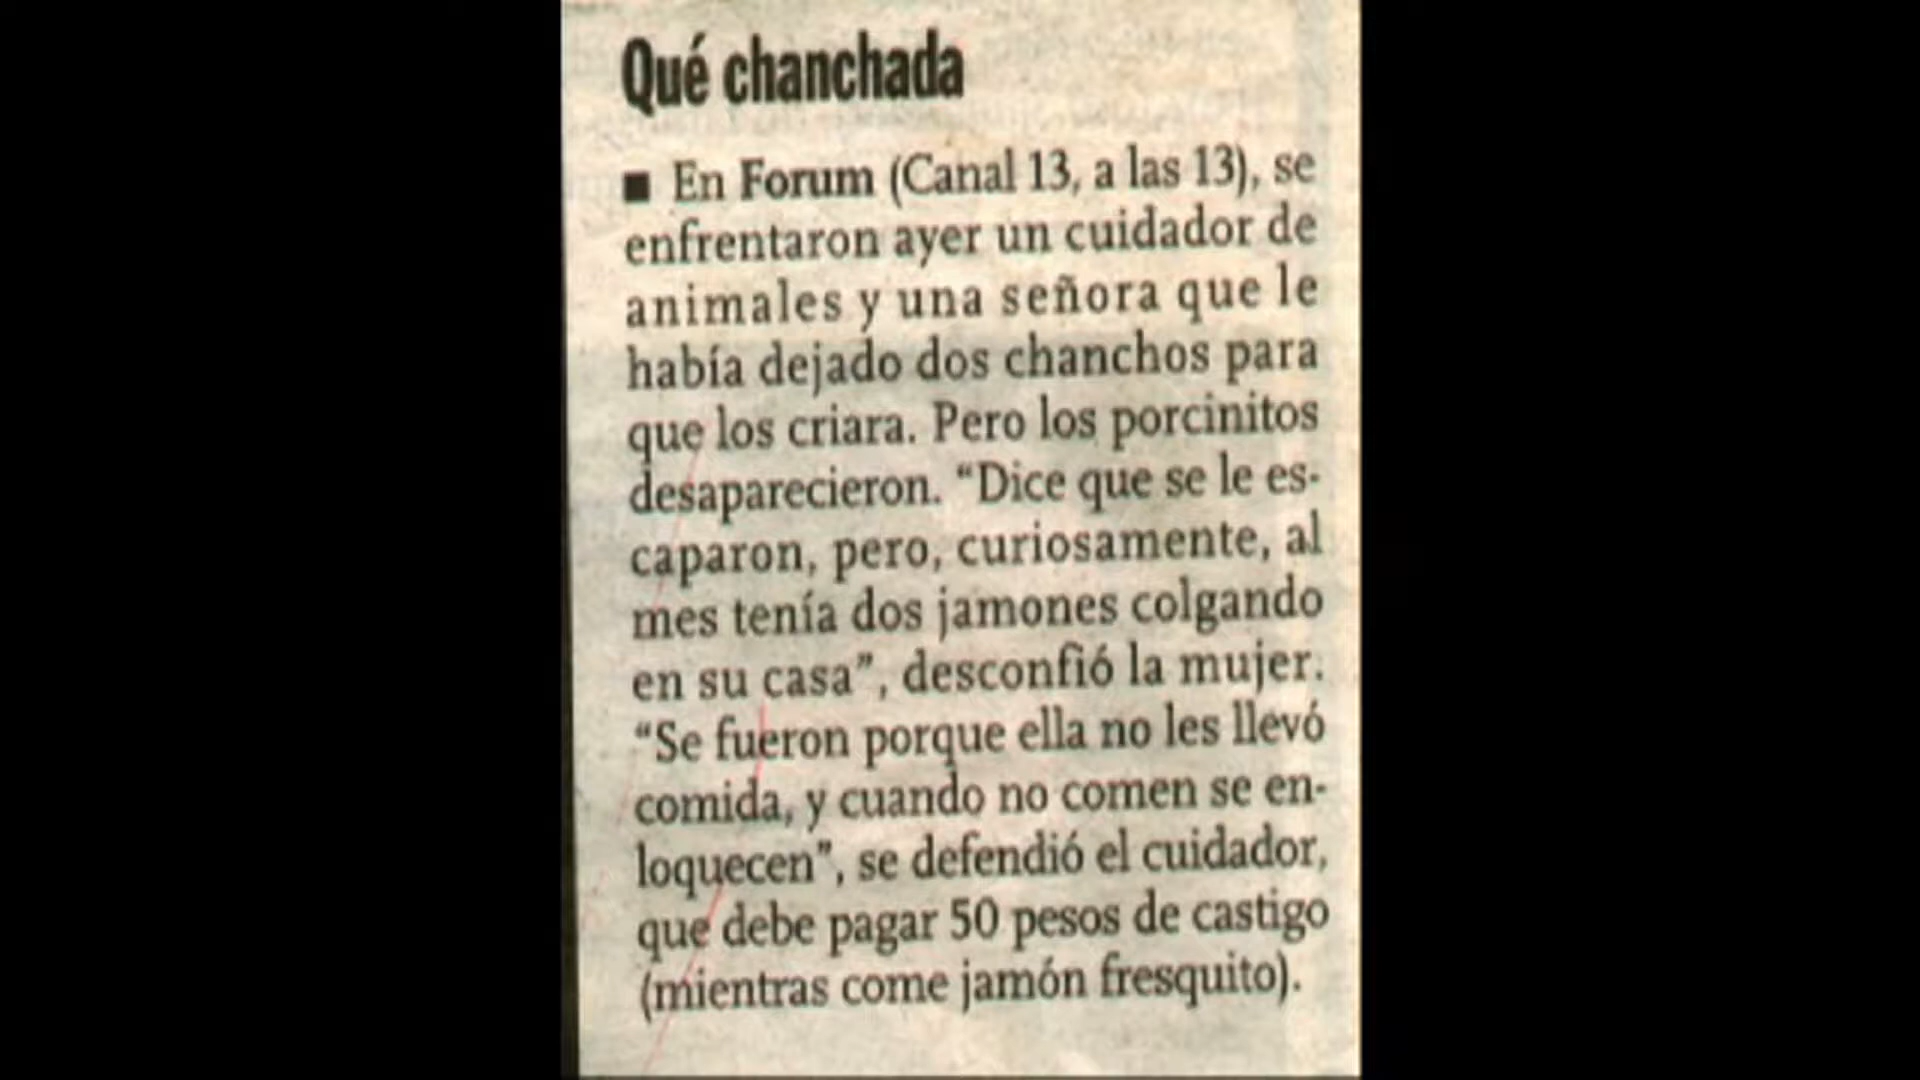 Qué chanchada
■ En Forum (Canal 13, a las 13), se
enfrentaron ayer un cuidador de
animales y una señora que le
había dejado dos chanchos para
que los criara. Pero los porcinitos
desaparecieron. “Dice que se le es-
caparon, pero, curiosamente, al
mes tenía dos jamones colgando
en su casa”, desconfió la mujer.
“Se fueron porque ella no les llevó
comida, y cuando no comen se en-
loquecen”, se defendió el cuidador,
que debe pagar 50 pesos de castigo
(mientras come jamón fresquito).